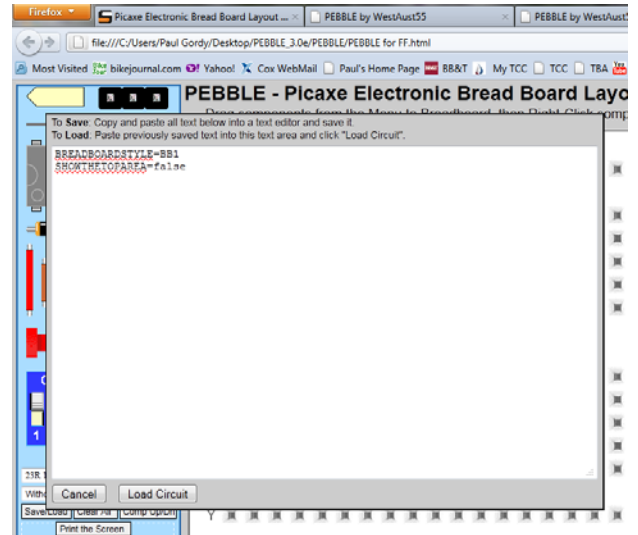 Firefox
Picaxe Electronic Bread Board Layout ... ×
PEBBLE by WestAust55 ×
PEBBLE by WestAust5
file:///C:/Users/Paul Gordy/Desktop/PEBBLE_3.0e/PEBBLE/PEBBLE for FF.html
Most Visited bikejournal.com Yahoo! Cox WebMail Paul's Home Page BB&T My TCC TCC TBA
PEBBLE - Picaxe Electronic Bread Board Layo
Drag components from the Menu to Breadboard, then Right-Click comp
To Save: Copy and paste all text below into a text editor and save it.
To Load: Paste previously saved text into this text area and click "Load Circuit".
BREADBOARDSTYLE=BB1
SHOWTHETOPAREA=false
1
Cancel Load Circuit
Save/Load Clear All Comp Up/Dn
Y
Print the Screen